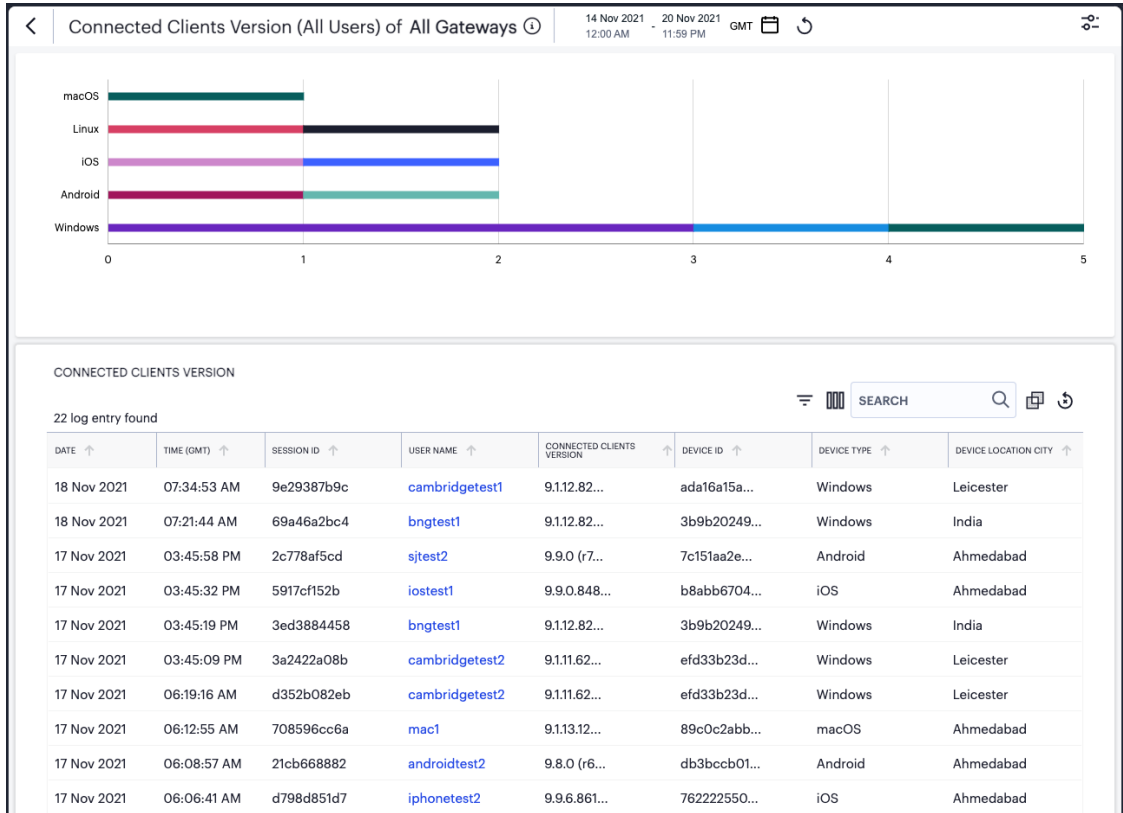 Connected Clients Version (All Users) of All Gateways
14 Nov 2021 - 20 Nov 2021 GMT
12:00 AM 11:59 PM
macOS
Linux
iOS
Android
Windows
0 1 2 3 4 5
CONNECTED CLIENTS VERSION
SEARCH
22 log entry found
DATE TIME (GMT) SESSION ID USER NAME CONNECTED CLIENTS VERSION DEVICE ID DEVICE TYPE DEVICE LOCATION CITY
18 Nov 2021 07:34:53 AM 9e29387b9c cambridgetest1 9.1.12.82... ada16a15a... Windows Leicester
18 Nov 2021 07:21:44 AM 69a46a2bc4 bngtest1 9.1.12.82... 3b9b20249... Windows India
17 Nov 2021 03:45:58 PM 2c778af5cd sjtest2 9.9.0 (r7... 7c151aa2e... Android Ahmedabad
17 Nov 2021 03:45:32 PM 5917cf152b iostest1 9.9.0.848... b8abb6704... iOS Ahmedabad
17 Nov 2021 03:45:19 PM 3ed3884458 bngtest1 9.1.12.82... 3b9b20249... Windows India
17 Nov 2021 03:45:09 PM 3a2422a08b cambridgetest2 9.1.11.62... efd33b23d... Windows Leicester
17 Nov 2021 06:19:16 AM d352b082eb cambridgetest2 9.1.11.62... efd33b23d... Windows Leicester
17 Nov 2021 06:12:55 AM 708596cc6a mac1 9.1.13.12... 89c0c2abb... macOS Ahmedabad
17 Nov 2021 06:08:57 AM 21cb668882 androidtest2 9.8.0 (r6... db3bccb01... Android Ahmedabad
17 Nov 2021 06:06:41 AM d798d851d7 iphonetest2 9.9.6.861... 762222550... iOS Ahmedabad